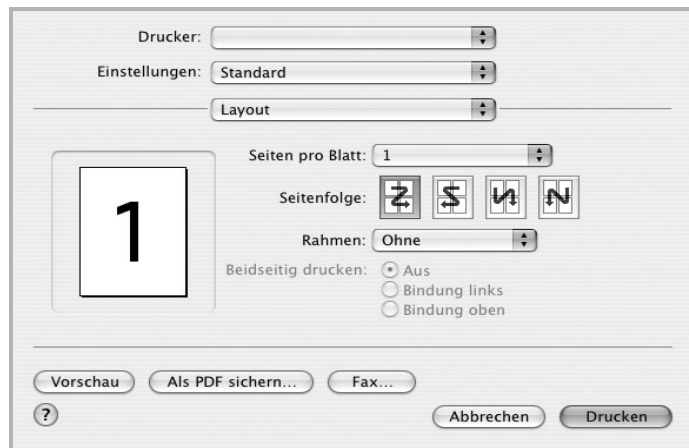 Drucker:
Einstellungen: Standard
Layout
Seiten pro Blatt: 1
1
Seitenfolge:
Rahmen: Ohne
Beidseitig drucken: Aus
Bindung links
Bindung oben
Vorschau Als PDF sichern... Fax...
? Abbrechen Drucken